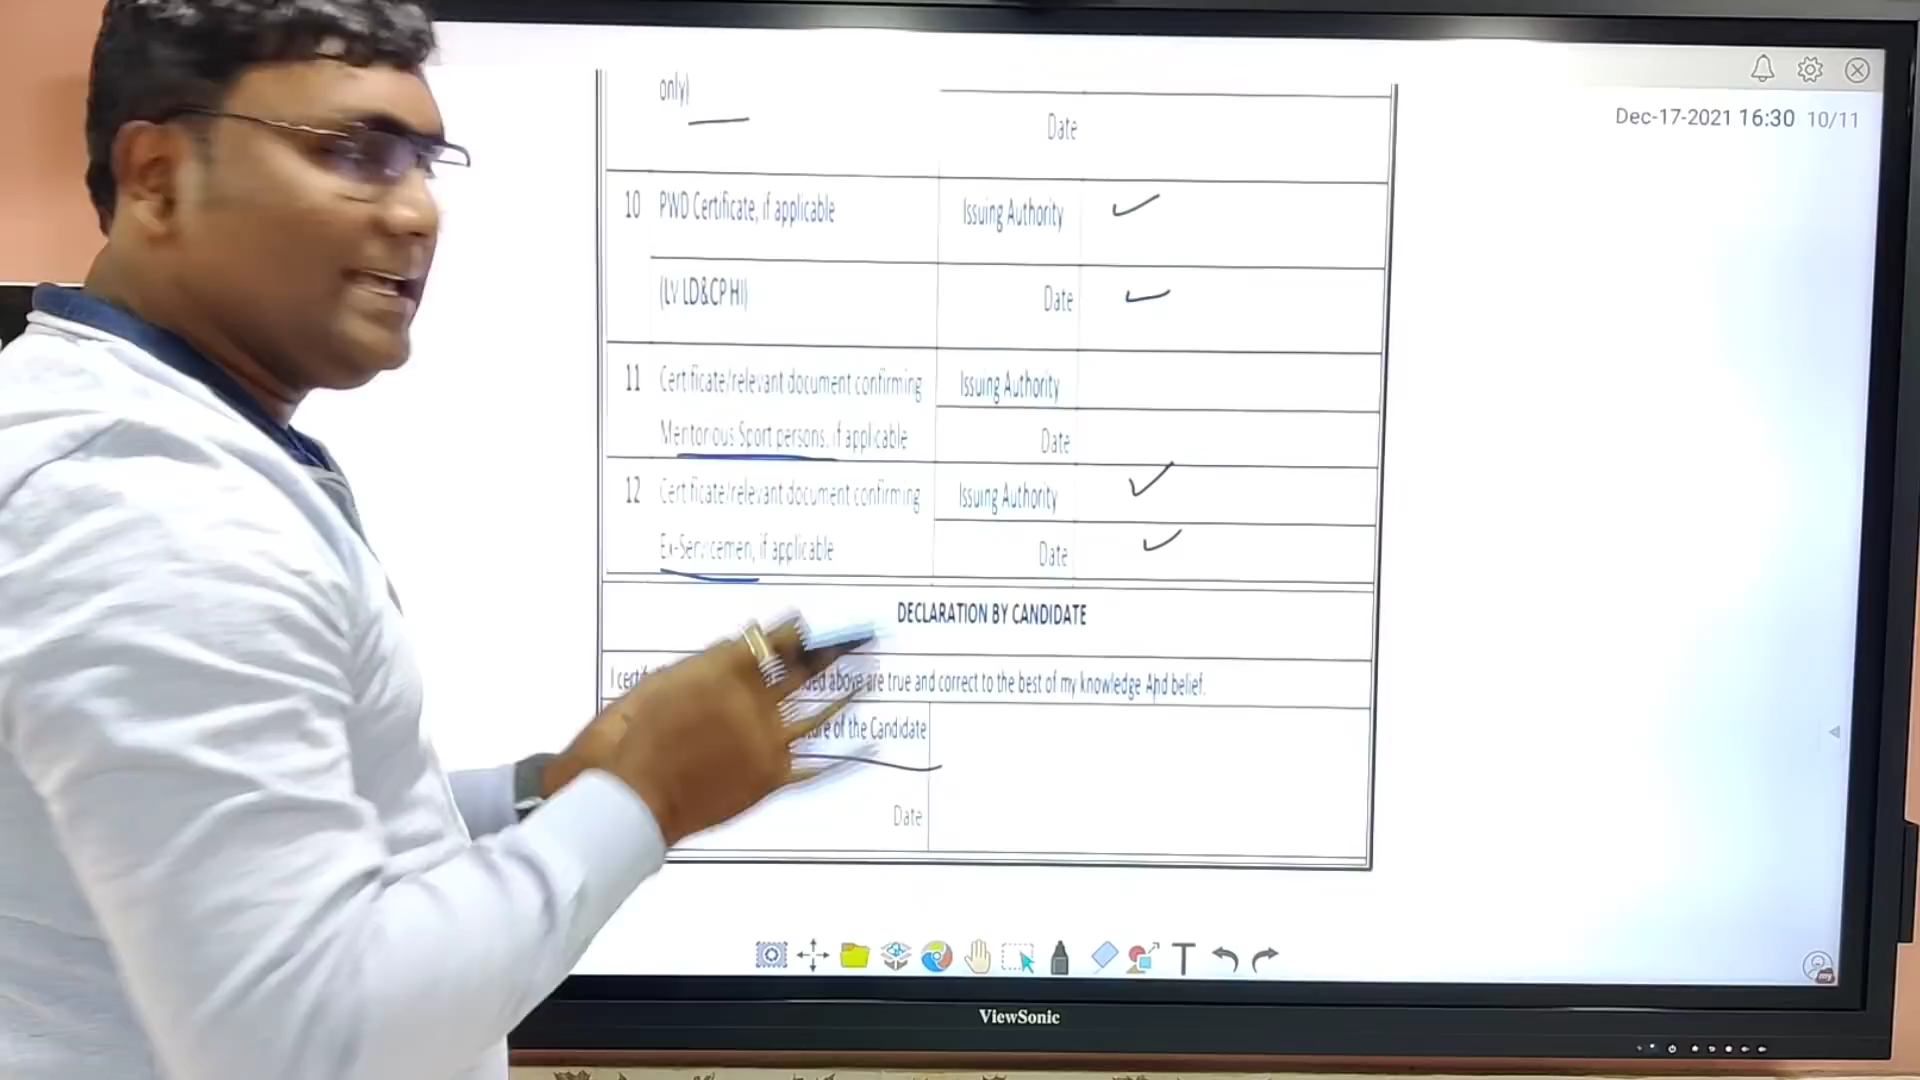 Dec-17-2021 16:30 10/11
only)
Date
10 PWD Certificate, if applicable Issuing Authority
(LV LD&CP HI) Date
11 Certificate/relevant document confirming Issuing Authority
Meritorious Sport persons, if applicable Date
12 Certificate/relevant document confirming Issuing Authority
Ex-Servicemen, if applicable Date
DECLARATION BY CANDIDATE
I above are true and correct to the best of my knowledge And belief.
of the Candidate
Date
T
my
ViewSonic